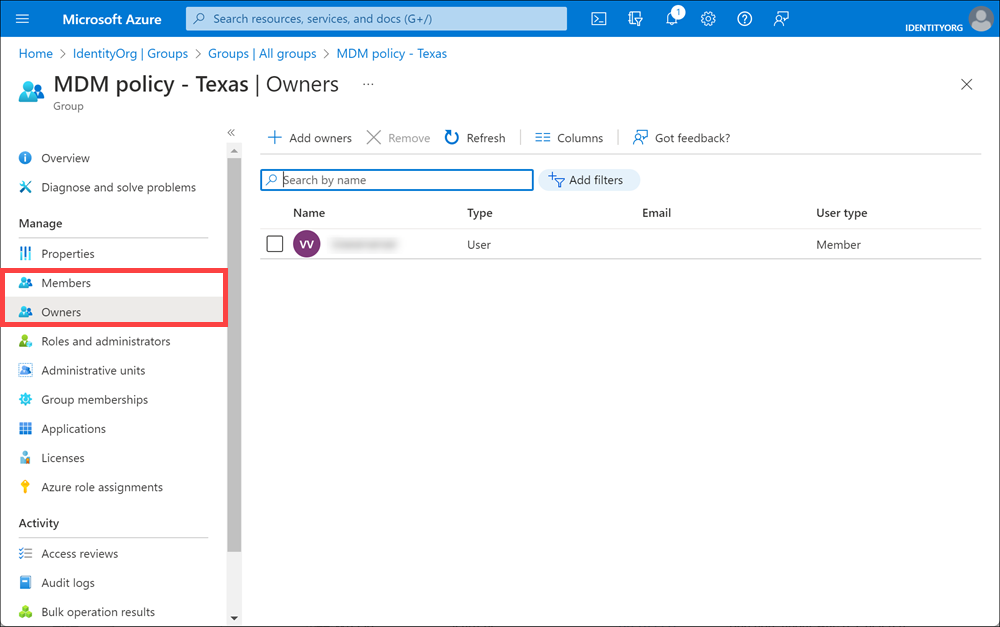 Microsoft Azure
Search resources, services, and docs (G+/)
1
IDENTITYORG
Home > IdentityOrg | Groups > Groups | All groups > MDM policy - Texas
MDM policy - Texas | Owners ...
Group
«
Overview
Diagnose and solve problems
Manage
Properties
Members
Owners
Roles and administrators
Administrative units
Group memberships
Applications
Licenses
Azure role assignments
Activity
Access reviews
Audit logs
Bulk operation results
Add owners Remove Refresh Columns Got feedback?
Search by name Add filters
Name Type Email User type
VV User Member